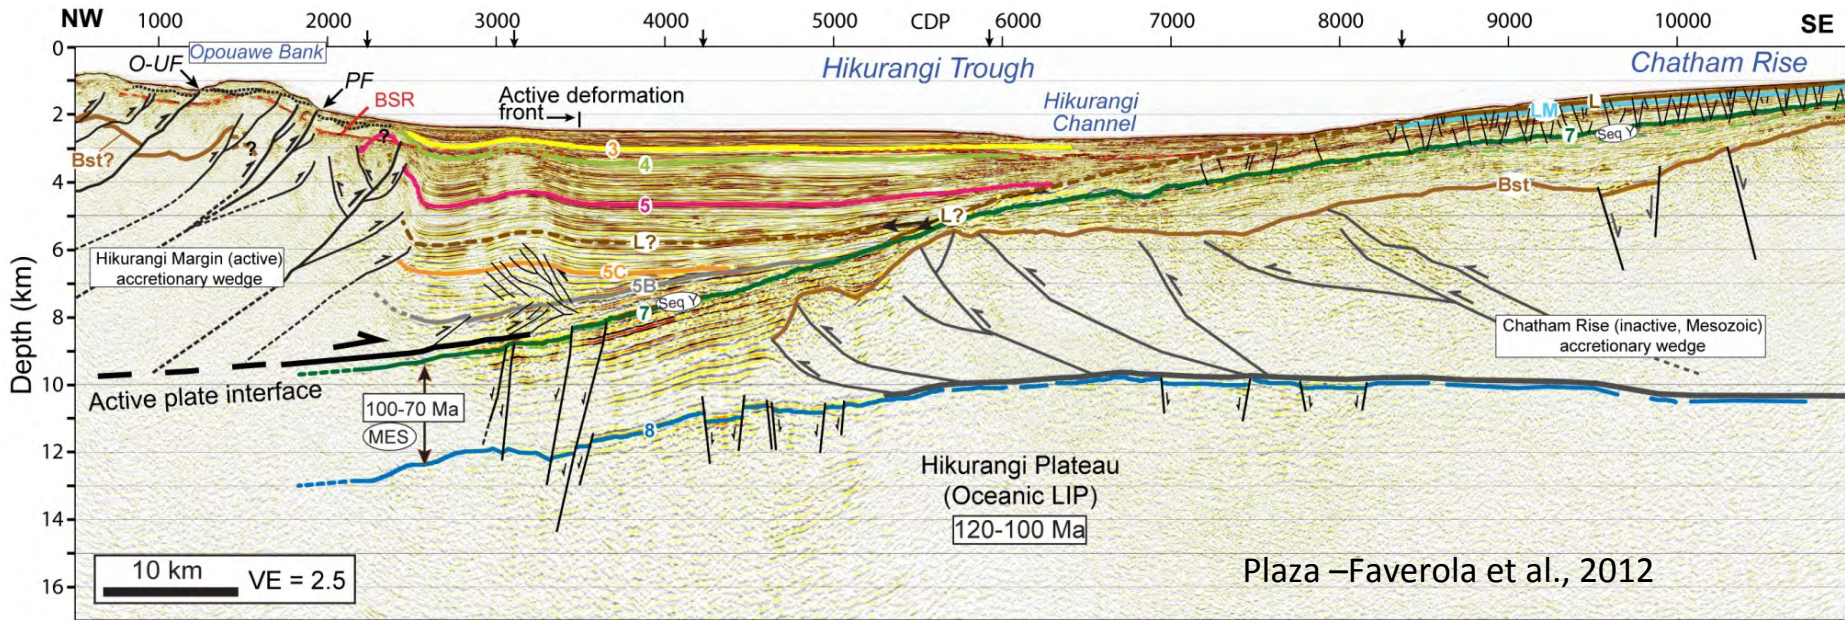 NW 1000 2000 3000 4000 5000 CDP 6000 7000 8000 9000 10000 SE
0
2
4
6
8
10
12
14
16
Depth (km)
O-UF
Opouawe Bank
PF
BSR
Active deformation
front
Hikurangi Trough
Hikurangi
Channel
Chatham Rise
Bst?
?
?
3
4
5
L?
5C
5B
7
Seq Y
L?
LM
L
7
Seq Y
Bst
Hikurangi Margin (active)
accretionary wedge
Active plate interface
100-70 Ma
MES
8
Chatham Rise (inactive, Mesozoic)
accretionary wedge
Hikurangi Plateau
(Oceanic LIP)
120-100 Ma
10 km
VE = 2.5
Plaza –Faverola et al., 2012